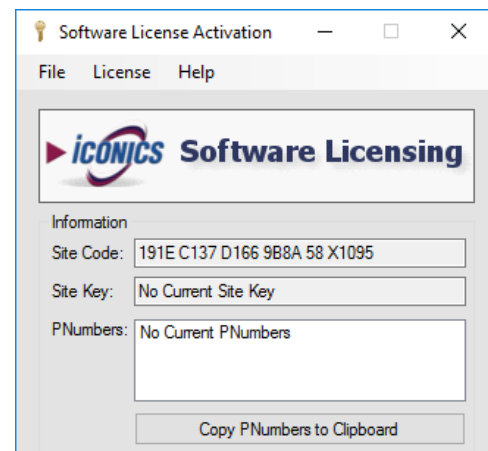 Software License Activation
File License Help
ICONICS Software Licensing
Information
Site Code: 191E C137 D166 9B8A 58 X1095
Site Key: No Current Site Key
PNumbers: No Current PNumbers
Copy PNumbers to Clipboard